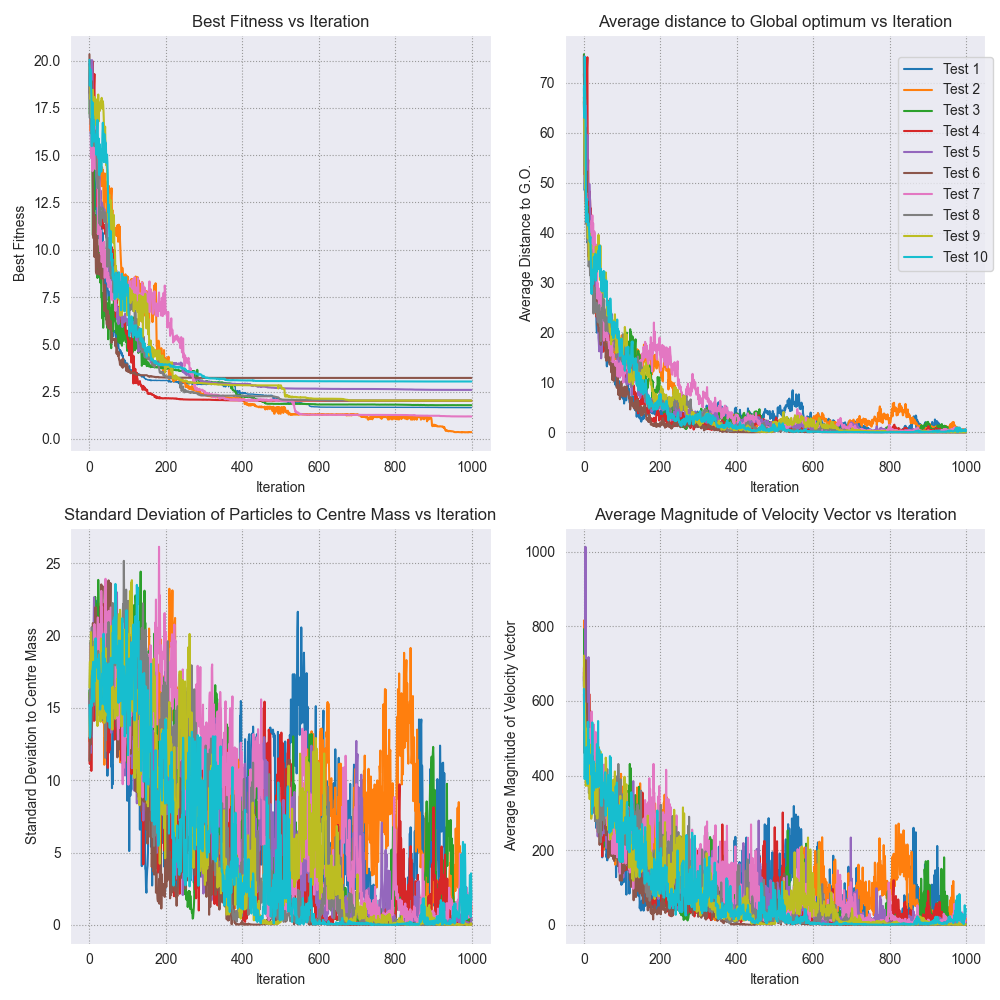 Best Fitness vs Iteration
20.0
17.5
15.0
12.5
10.0
7.5
5.0
2.5
0.0
Best Fitness
0 200 400 600 800 1000
Iteration
Average distance to Global optimum vs Iteration
70
60
50
40
30
20
10
0
Average Distance to G.O.
Test 1
Test 2
Test 3
Test 4
Test 5
Test 6
Test 7
Test 8
Test 9
Test 10
0 200 400 600 800 1000
Iteration
Standard Deviation of Particles to Centre Mass vs Iteration
25
20
15
10
5
0
Standard Deviation to Centre Mass
0 200 400 600 800 1000
Iteration
Average Magnitude of Velocity Vector vs Iteration
1000
800
600
400
200
0
Average Magnitude of Velocity Vector
0 200 400 600 800 1000
Iteration